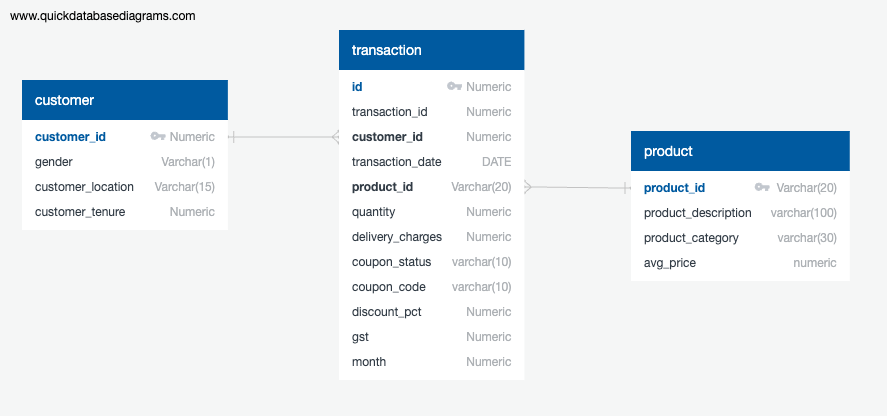 www.quickdatabasediagrams.com
customer
customer_id Numeric
gender Varchar(1)
customer_location Varchar(15)
customer_tenure Numeric
transaction
id Numeric
transaction_id Numeric
customer_id Numeric
transaction_date DATE
product_id Varchar(20)
quantity Numeric
delivery_charges Numeric
coupon_status varchar(10)
coupon_code varchar(10)
discount_pct Numeric
gst Numeric
month Numeric
product
product_id Varchar(20)
product_description varchar(100)
product_category varchar(30)
avg_price numeric